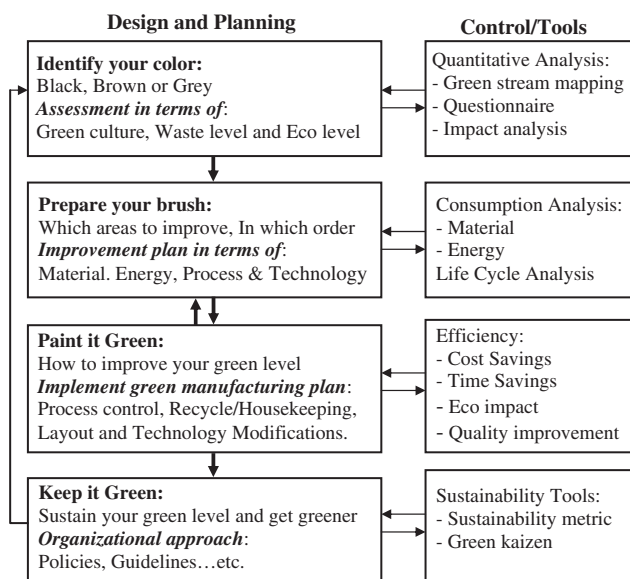 Design and Planning
Control/Tools
Identify your color:
Black, Brown or Grey
Assessment in terms of:
Green culture, Waste level and Eco level
Quantitative Analysis:
- Green stream mapping
- Questionnaire
- Impact analysis
Prepare your brush:
Which areas to improve, In which order
Improvement plan in terms of:
Material. Energy, Process & Technology
Consumption Analysis:
- Material
- Energy
Life Cycle Analysis
Paint it Green:
How to improve your green level
Implement green manufacturing plan:
Process control, Recycle/Housekeeping,
Layout and Technology Modifications.
Efficiency:
- Cost Savings
- Time Savings
- Eco impact
- Quality improvement
Keep it Green:
Sustain your green level and get greener
Organizational approach:
Policies, Guidelines…etc.
Sustainability Tools:
- Sustainability metric
- Green kaizen